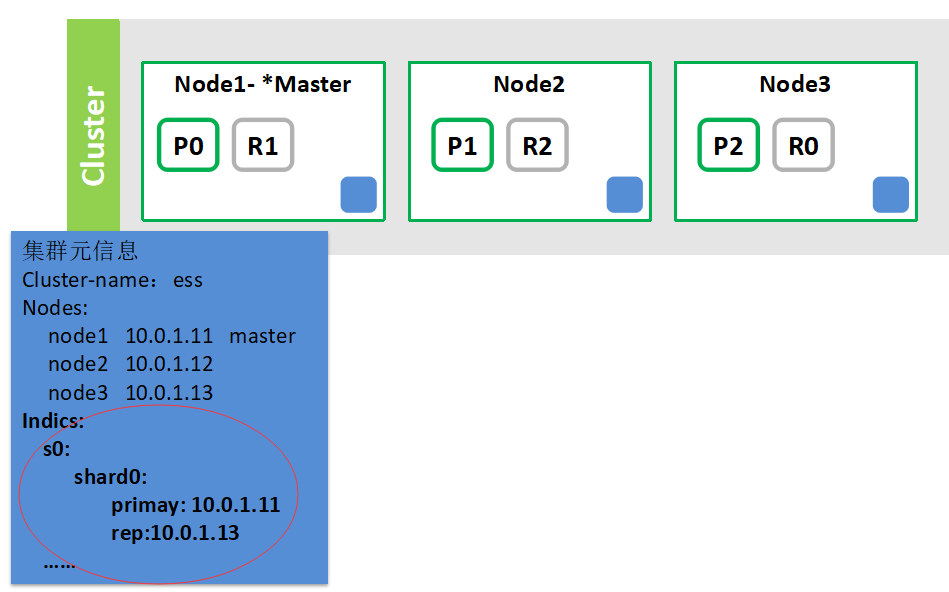 Cluster
Node1- *Master
Node2
Node3
P0 R1
P1 R2
P2 R0
集群元信息
Cluster-name：ess
Nodes:
node1 10.0.1.11 master
node2 10.0.1.12
node3 10.0.1.13
Indics:
s0:
shard0:
primay: 10.0.1.11
rep:10.0.1.13
……